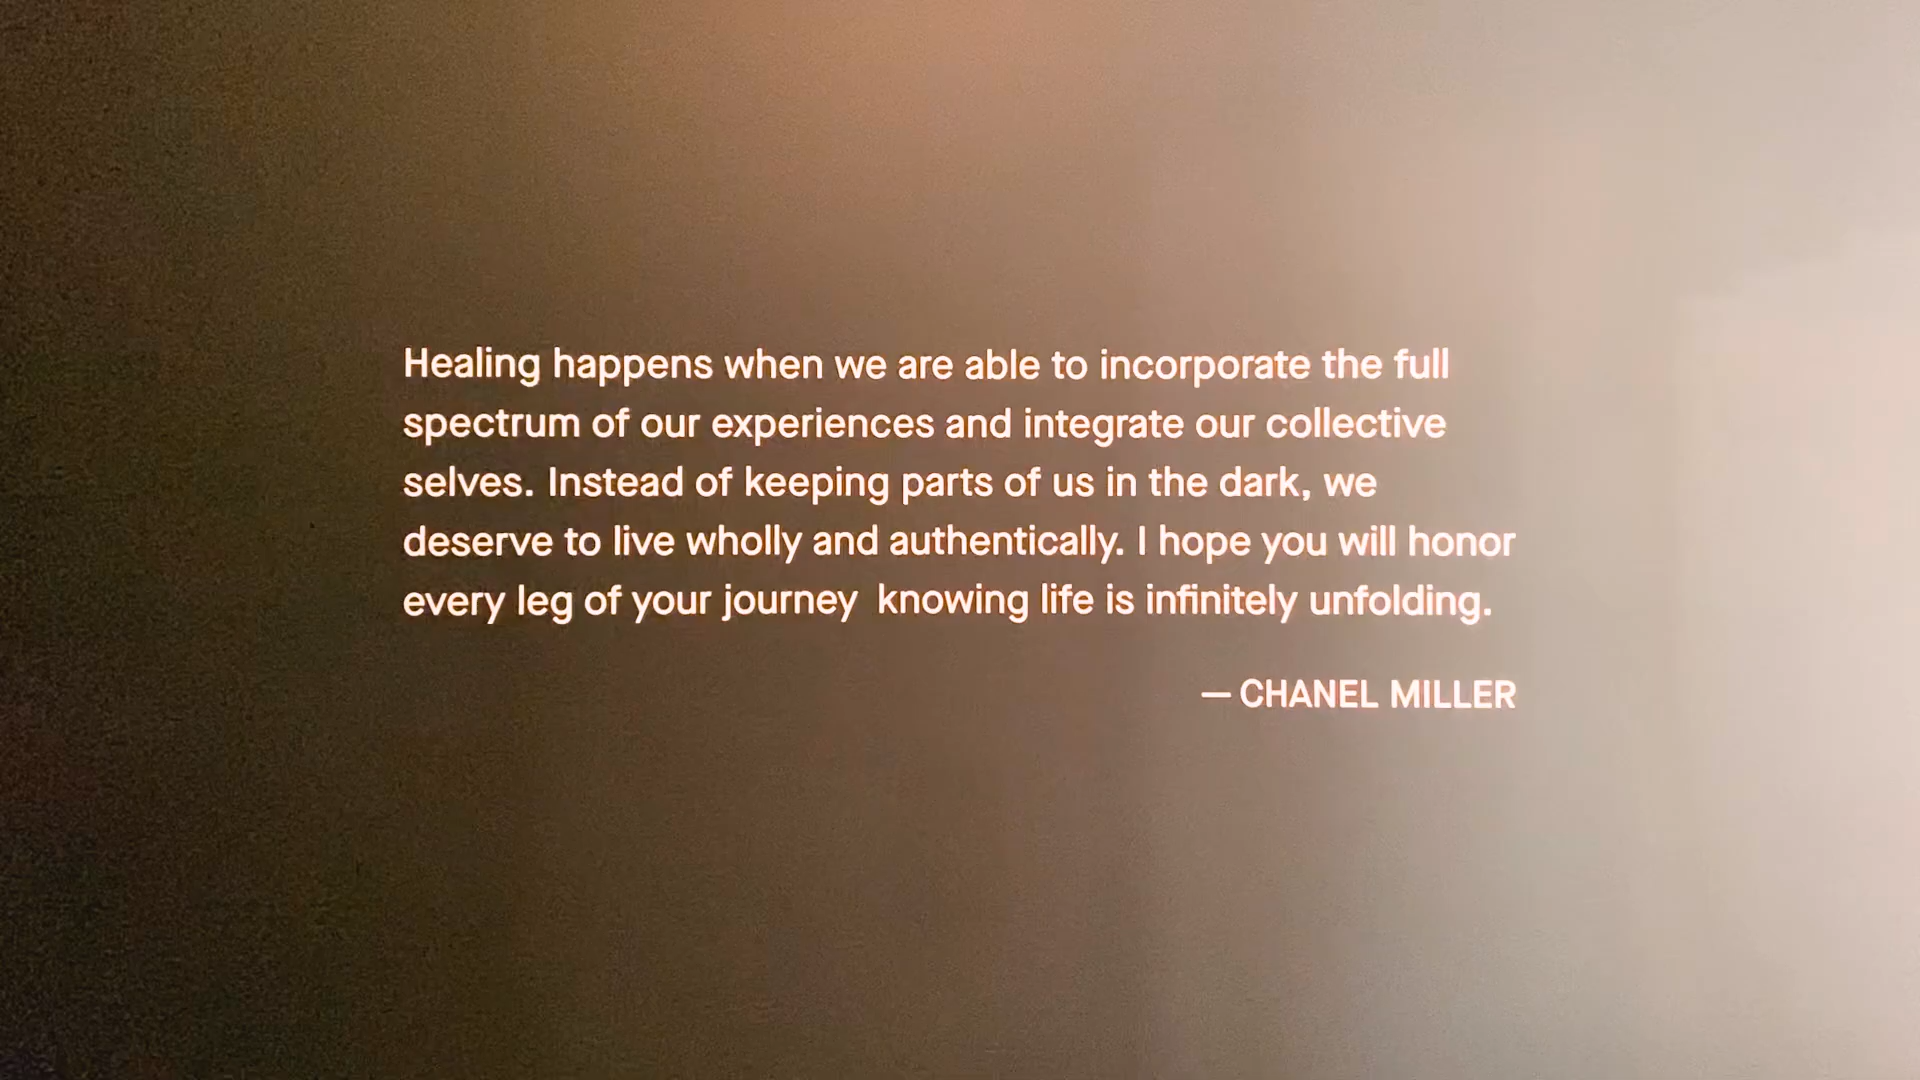 Healing happens when we are able to incorporate the full
spectrum of our experiences and integrate our collective
selves. Instead of keeping parts of us in the dark, we
deserve to live wholly and authentically. I hope you will honor
every leg of your journey knowing life is infinitely unfolding.
— CHANEL MILLER